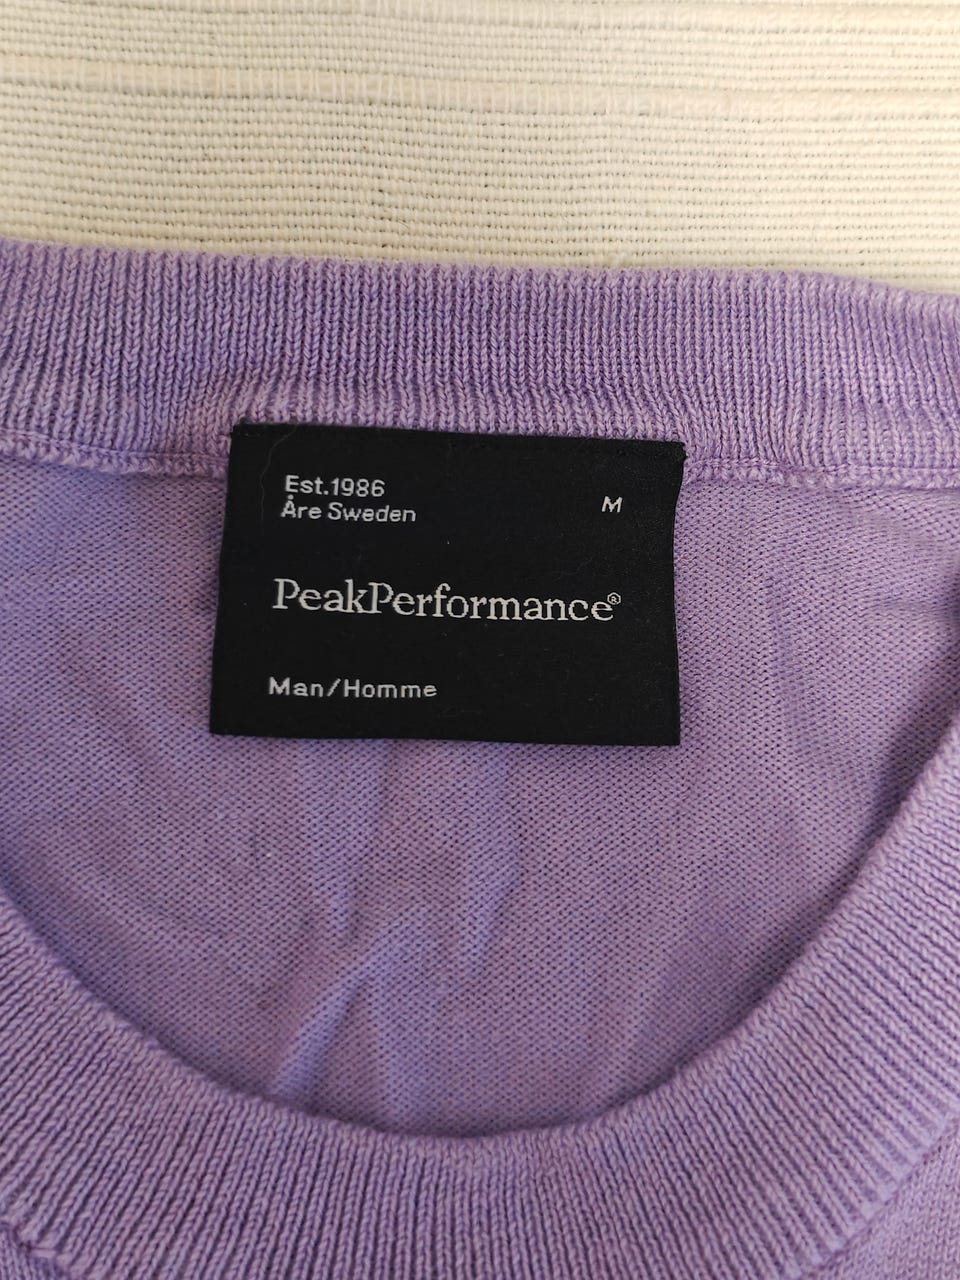 Est.1986
Åre Sweden
M
PeakPerformance®
Man/Homme